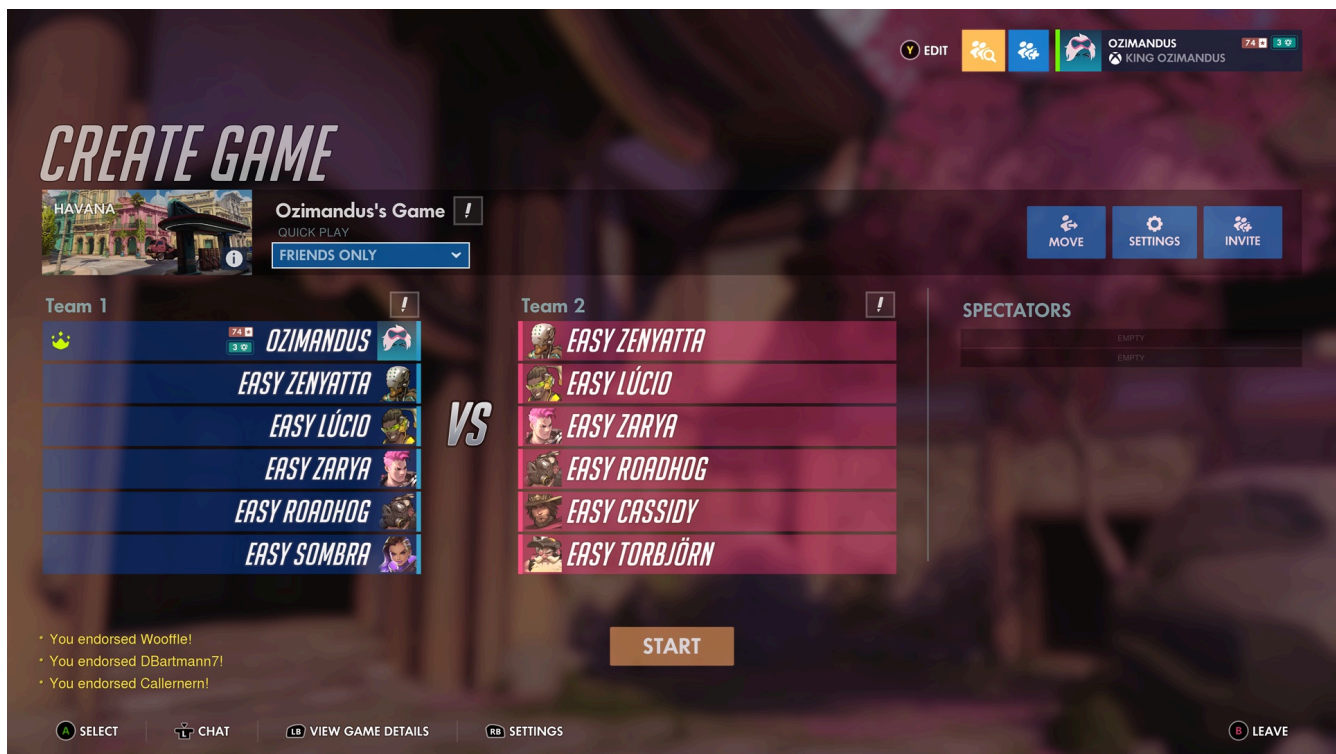 Y EDIT
OZIMANDUS 74 3
KING OZIMANDUS
CREATE GAME
HAVANA
Ozimandus's Game !
QUICK PLAY
FRIENDS ONLY
MOVE
SETTINGS
INVITE
Team 1 !
74
3
OZIMANDUS
EASY ZENYATTA
EASY LÚCIO
EASY ZARYA
EASY ROADHOG
EASY SOMBRA
VS
Team 2 !
EASY ZENYATTA
EASY LÚCIO
EASY ZARYA
EASY ROADHOG
EASY CASSIDY
EASY TORBJÖRN
SPECTATORS
EMPTY
EMPTY
You endorsed Wooffle!
You endorsed DBartmann7!
You endorsed Callernern!
START
A SELECT
L CHAT
LB VIEW GAME DETAILS
RB SETTINGS
B LEAVE